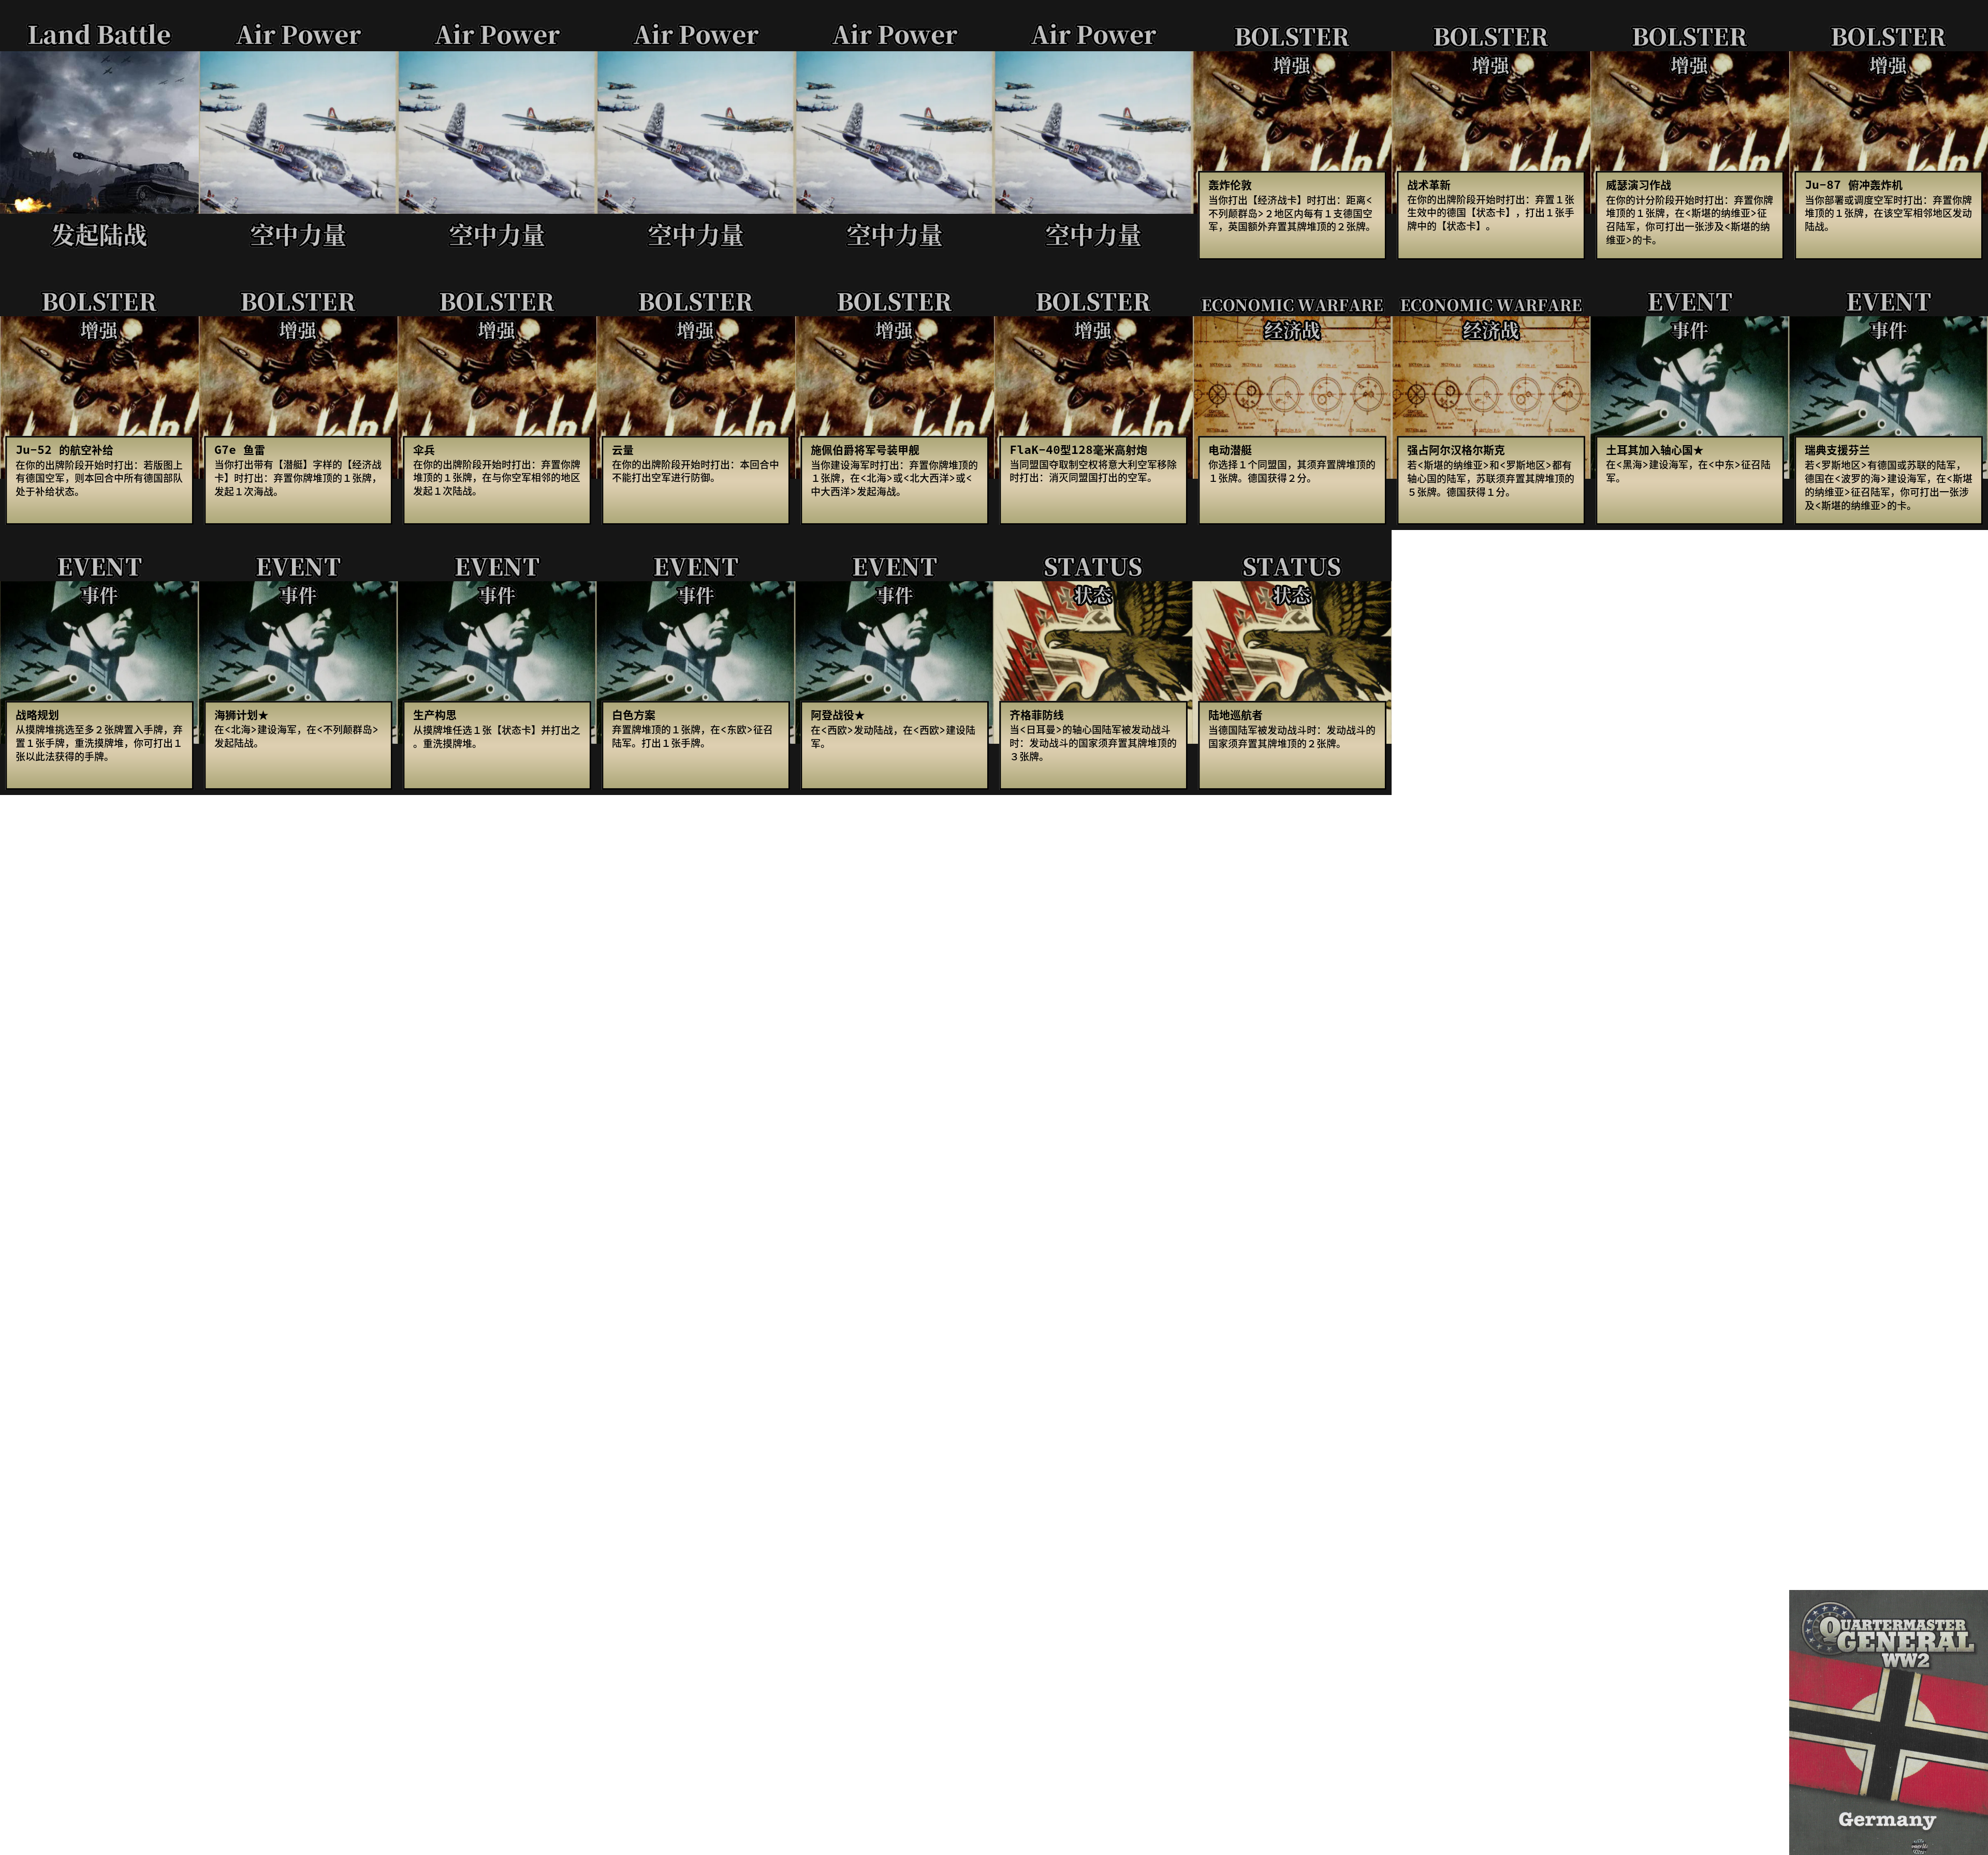 Land Battle
发起陆战
Air Power
空中力量
Air Power
空中力量
Air Power
空中力量
Air Power
空中力量
Air Power
空中力量
BOLSTER
增强
轰炸伦敦
当你打出【经济战卡】时打出：距离<
不列颠群岛>２地区内每有１支德国空
军，英国额外弃置其牌堆顶的２张牌。
BOLSTER
增强
战术革新
在你的出牌阶段开始时打出：弃置１张
生效中的德国【状态卡】，打出１张手
牌中的【状态卡】。
BOLSTER
增强
威瑟演习作战
在你的计分阶段开始时打出：弃置你牌
堆顶的１张牌，在<斯堪的纳维亚>征
召陆军，你可打出一张涉及<斯堪的纳
维亚>的卡。
BOLSTER
增强
Ju-87 俯冲轰炸机
当你部署或调度空军时打出：弃置你牌
堆顶的１张牌，在该空军相邻地区发动
陆战。
BOLSTER
增强
Ju-52 的航空补给
在你的出牌阶段开始时打出：若版图上
有德国空军，则本回合中所有德国部队
处于补给状态。
BOLSTER
增强
G7e 鱼雷
当你打出带有【潜艇】字样的【经济战
卡】时打出：弃置你牌堆顶的１张牌，
发起１次海战。
BOLSTER
增强
伞兵
在你的出牌阶段开始时打出：弃置你牌
堆顶的１张牌，在与你空军相邻的地区
发起１次陆战。
BOLSTER
增强
云量
在你的出牌阶段开始时打出：本回合中
不能打出空军进行防御。
BOLSTER
增强
施佩伯爵将军号装甲舰
当你建设海军时打出：弃置你牌堆顶的
１张牌，在<北海>或<北大西洋>或<
中大西洋>发起海战。
BOLSTER
增强
FlaK-40型128毫米高射炮
当同盟国夺取制空权将意大利空军移除
时打出：消灭同盟国打出的空军。
ECONOMIC WARFARE
经济战
电动潜艇
你选择１个同盟国，其须弃置牌堆顶的
１张牌。德国获得２分。
ECONOMIC WARFARE
经济战
强占阿尔汉格尔斯克
若<斯堪的纳维亚>和<罗斯地区>都有
轴心国的陆军，苏联须弃置其牌堆顶的
５张牌。德国获得１分。
EVENT
事件
土耳其加入轴心国★
在<黑海>建设海军，在<中东>征召陆
军。
EVENT
事件
瑞典支援芬兰
若<罗斯地区>有德国或苏联的陆军，
德国在<波罗的海>建设海军，在<斯堪
的纳维亚>征召陆军，你可打出一张涉
及<斯堪的纳维亚>的卡。
EVENT
事件
战略规划
从摸牌堆挑选至多２张牌置入手牌，弃
置１张手牌，重洗摸牌堆，你可打出１
张以此法获得的手牌。
EVENT
事件
海狮计划★
在<北海>建设海军，在<不列颠群岛>
发起陆战。
EVENT
事件
生产构思
从摸牌堆任选１张【状态卡】并打出之
。重洗摸牌堆。
EVENT
事件
白色方案
弃置牌堆顶的１张牌，在<东欧>征召
陆军。打出１张手牌。
EVENT
事件
阿登战役★
在<西欧>发动陆战，在<西欧>建设陆
军。
STATUS
状态
齐格菲防线
当<日耳曼>的轴心国陆军被发动战斗
时：发动战斗的国家须弃置其牌堆顶的
３张牌。
STATUS
状态
陆地巡航者
当德国陆军被发动战斗时：发动战斗的
国家须弃置其牌堆顶的２张牌。
QUARTERMASTER
GENERAL
WW2
Germany